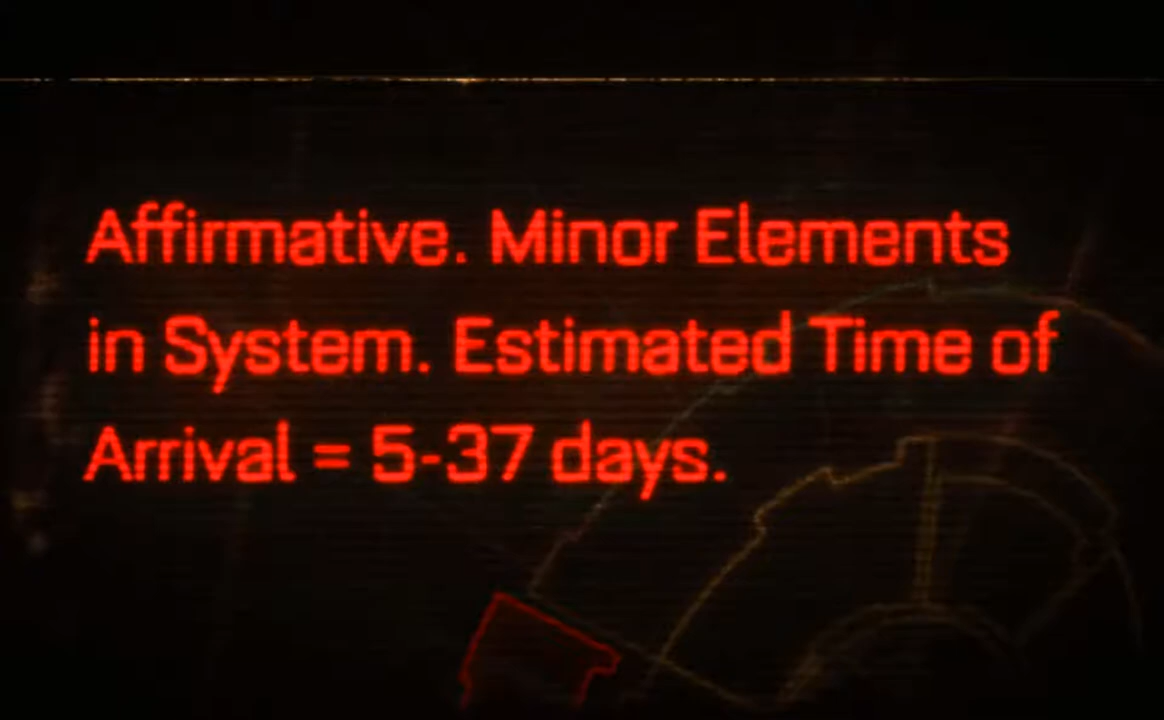 Affirmative. Minor Elements
in System. Estimated Time of
Arrival = 5-37 days.